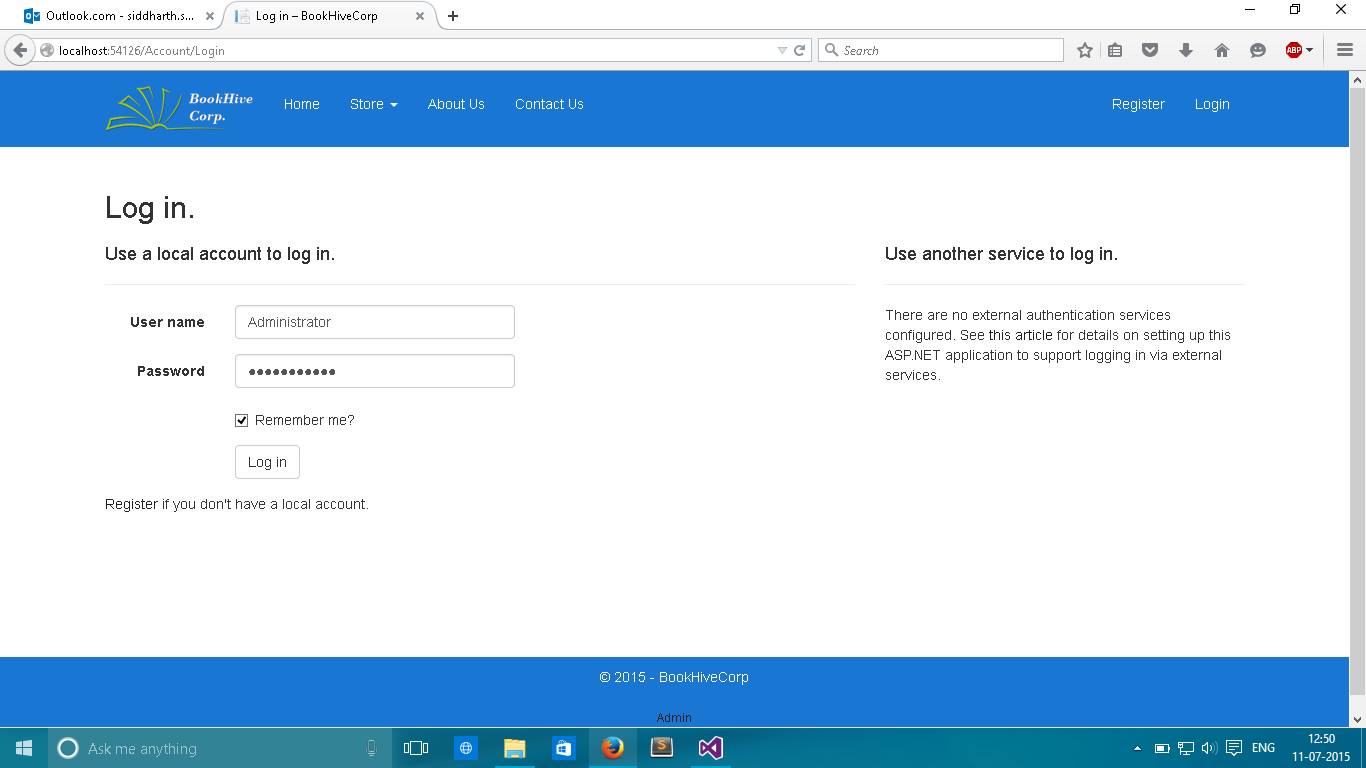 Outlook.com - siddharth.s...
Log in – BookHiveCorp
localhost:54126/Account/Login
Search
ABP
BookHive
Corp.
Home
Store
About Us
Contact Us
Register
Login
Log in.
Use a local account to log in.
User name
Administrator
Password
Remember me?
Log in
Register if you don't have a local account.
Use another service to log in.
There are no external authentication services
configured. See this article for details on setting up this
ASP.NET application to support logging in via external
services.
© 2015 - BookHiveCorp
Admin
Ask me anything
S
ENG
12:50
11-07-2015